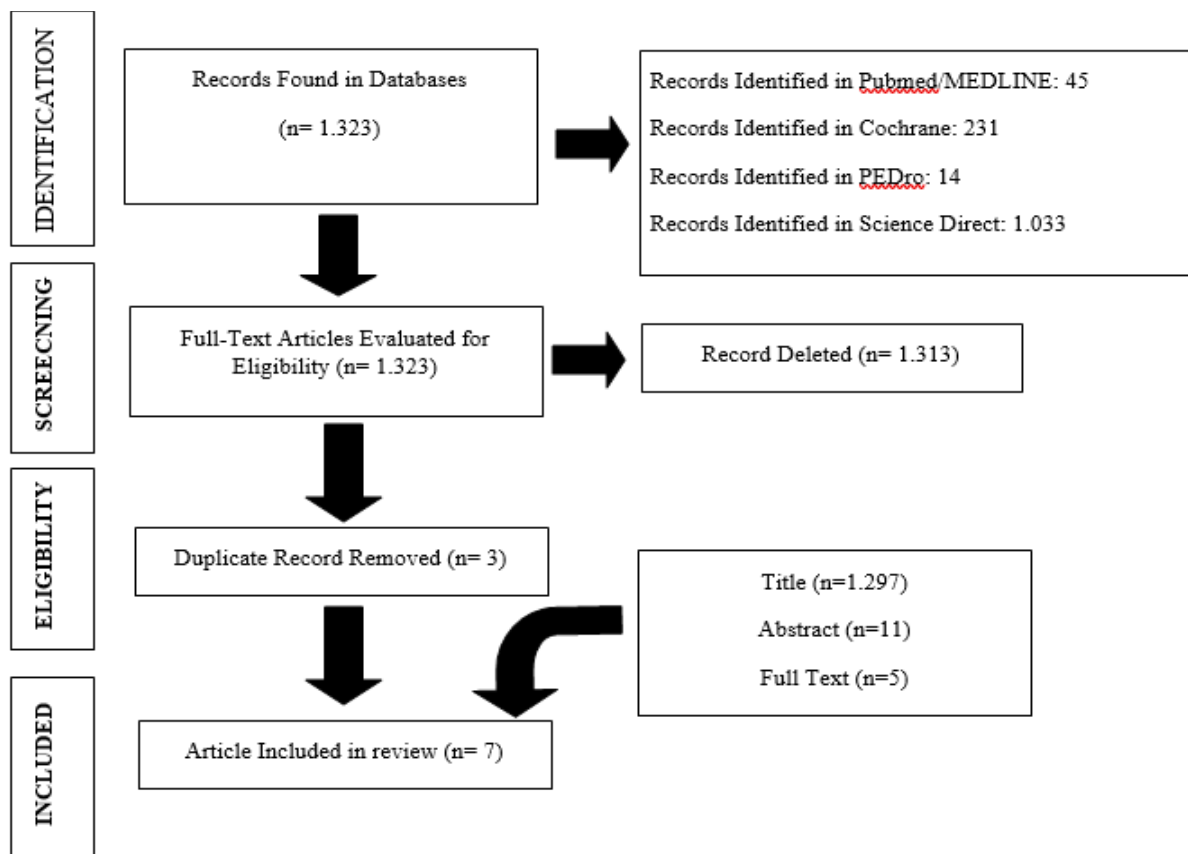 IDENTIFICATION
Records Found in Databases
(n= 1.323)
Records Identified in Pubmed/MEDLINE: 45
Records Identified in Cochrane: 231
Records Identified in PEDro: 14
Records Identified in Science Direct: 1.033
SCREECNING
Full-Text Articles Evaluated for
Eligibility (n= 1.323)
Record Deleted (n= 1.313)
ELIGIBILITY
Duplicate Record Removed (n= 3)
Title (n=1.297)
Abstract (n=11)
Full Text (n=5)
INCLUDED
Article Included in review (n= 7)